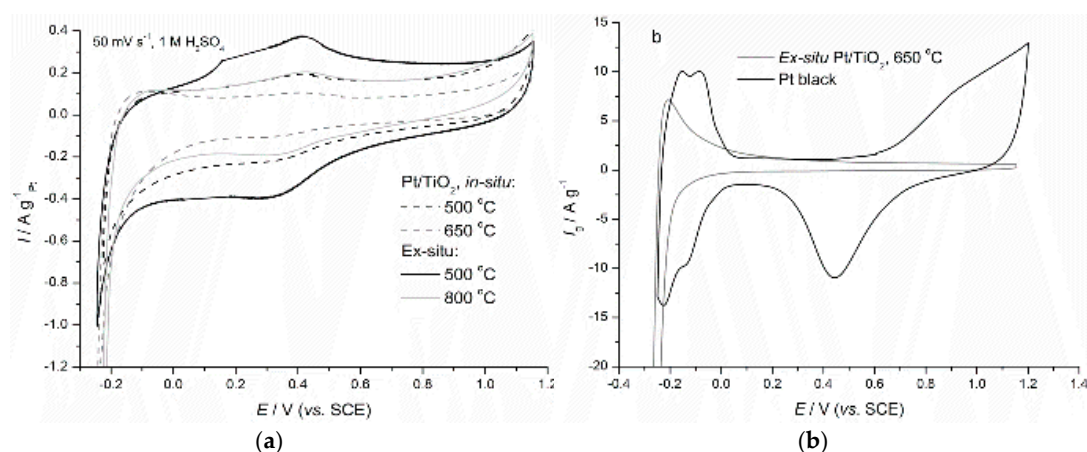 a
50 mV s⁻¹, 1 M H₂SO₄
0.4
0.2
0.0
-0.2
-0.4
-0.6
-0.8
-1.0
-1.2
I / A g⁻¹ Pt
Pt/TiO₂, in-situ:
500 °C
650 °C
Ex-situ:
500 °C
800 °C
-0.2 0.0 0.2 0.4 0.6 0.8 1.0 1.2
E / V (vs. SCE)
(a)
b
Ex-situ Pt/TiO₂, 650 °C
Pt black
15
10
5
0
-5
-10
-15
-20
I_g / A g⁻¹
-0.4 -0.2 0.0 0.2 0.4 0.6 0.8 1.0 1.2 1.4
E / V (vs. SCE)
(b)